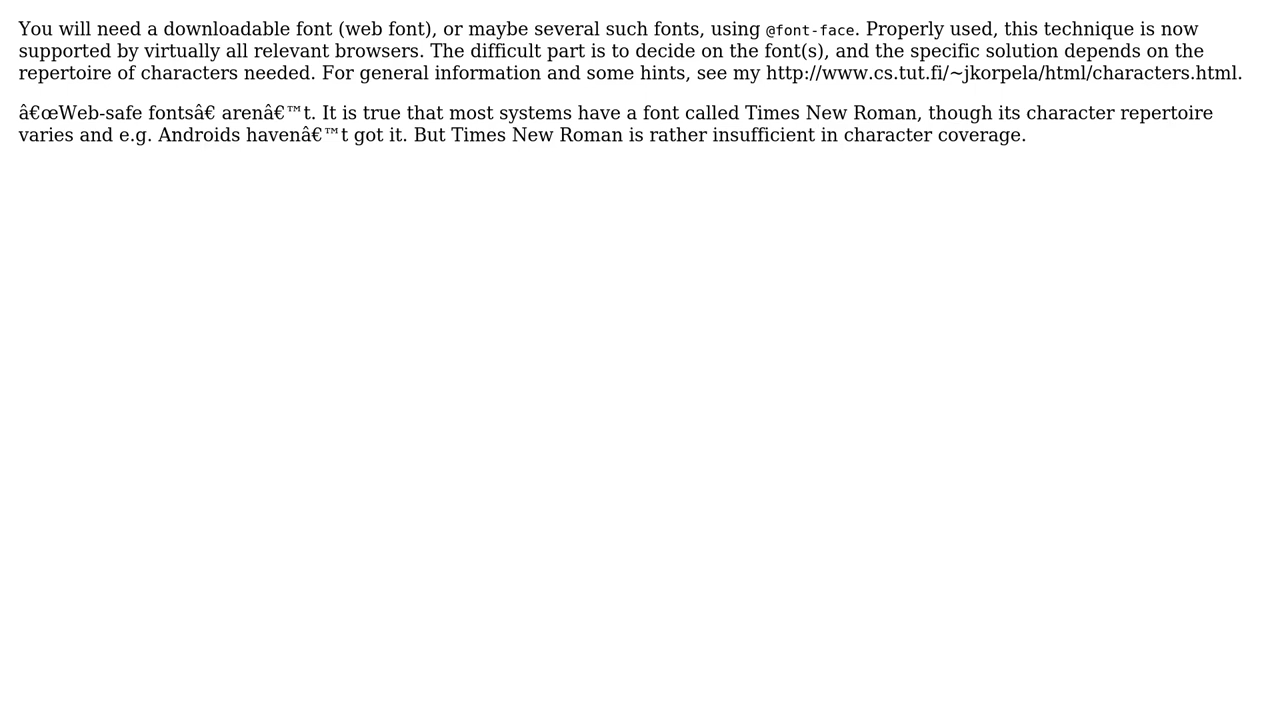 You will need a downloadable font (web font), or maybe several such fonts, using @font-face. Properly used, this technique is now
supported by virtually all relevant browsers. The difficult part is to decide on the font(s), and the specific solution depends on the
repertoire of characters needed. For general information and some hints, see my http://www.cs.tut.fi/~jkorpela/html/characters.html.
â€œWeb-safe fontsâ€ arenâ€™t. It is true that most systems have a font called Times New Roman, though its character repertoire
varies and e.g. Androids havenâ€™t got it. But Times New Roman is rather insufficient in character coverage.